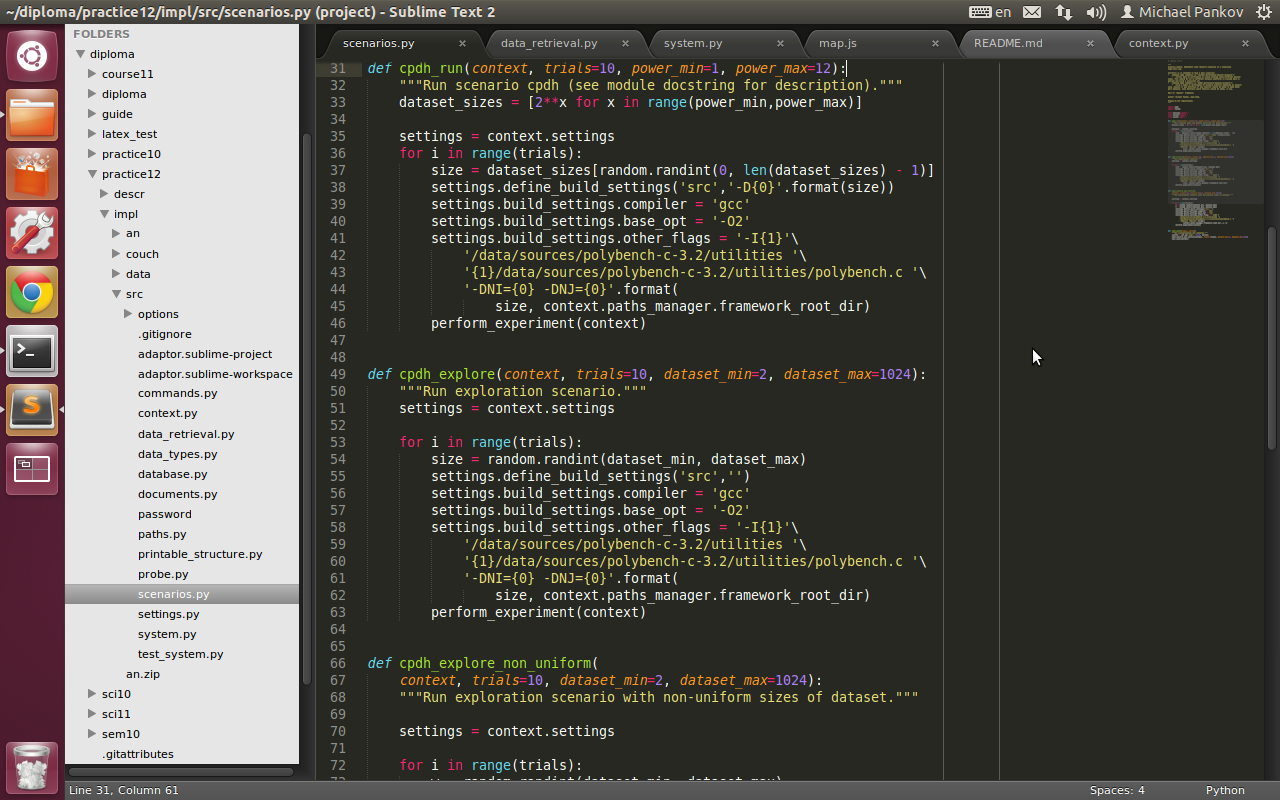 ~/diploma/practice12/impl/src/scenarios.py (project) - Sublime Text 2
en
Michael Pankov
FOLDERS
diploma
course11
diploma
guide
latex_test
practice10
practice12
descr
impl
an
couch
data
src
options
.gitignore
adaptor.sublime-project
adaptor.sublime-workspace
commands.py
context.py
data_retrieval.py
data_types.py
database.py
documents.py
password
paths.py
printable_structure.py
probe.py
scenarios.py
settings.py
system.py
test_system.py
an.zip
sci10
sci11
sem10
.gitattributes
scenarios.py × data_retrieval.py × system.py × map.js × README.md × context.py ×
31 def cpdh_run(context, trials=10, power_min=1, power_max=12):
32 """Run scenario cpdh (see module docstring for description)."""
33 dataset_sizes = [2**x for x in range(power_min,power_max)]
34
35 settings = context.settings
36 for i in range(trials):
37 size = dataset_sizes[random.randint(0, len(dataset_sizes) - 1)]
38 settings.define_build_settings('src','-D{0}'.format(size))
39 settings.build_settings.compiler = 'gcc'
40 settings.build_settings.base_opt = '-O2'
41 settings.build_settings.other_flags = '-I{1}'\
42 '/data/sources/polybench-c-3.2/utilities '\
43 '{1}/data/sources/polybench-c-3.2/utilities/polybench.c '\
44 '-DNI={0} -DNJ={0}'.format(
45 size, context.paths_manager.framework_root_dir)
46 perform_experiment(context)
47
48
49 def cpdh_explore(context, trials=10, dataset_min=2, dataset_max=1024):
50 """Run exploration scenario."""
51 settings = context.settings
52
53 for i in range(trials):
54 size = random.randint(dataset_min, dataset_max)
55 settings.define_build_settings('src','')
56 settings.build_settings.compiler = 'gcc'
57 settings.build_settings.base_opt = '-O2'
58 settings.build_settings.other_flags = '-I{1}'\
59 '/data/sources/polybench-c-3.2/utilities '\
60 '{1}/data/sources/polybench-c-3.2/utilities/polybench.c '\
61 '-DNI={0} -DNJ={0}'.format(
62 size, context.paths_manager.framework_root_dir)
63 perform_experiment(context)
64
65
66 def cpdh_explore_non_uniform(
67 context, trials=10, dataset_min=2, dataset_max=1024):
68 """Run exploration scenario with non-uniform sizes of dataset."""
69
70 settings = context.settings
71
72 for i in range(trials):
Line 31, Column 61
Spaces: 4
Python